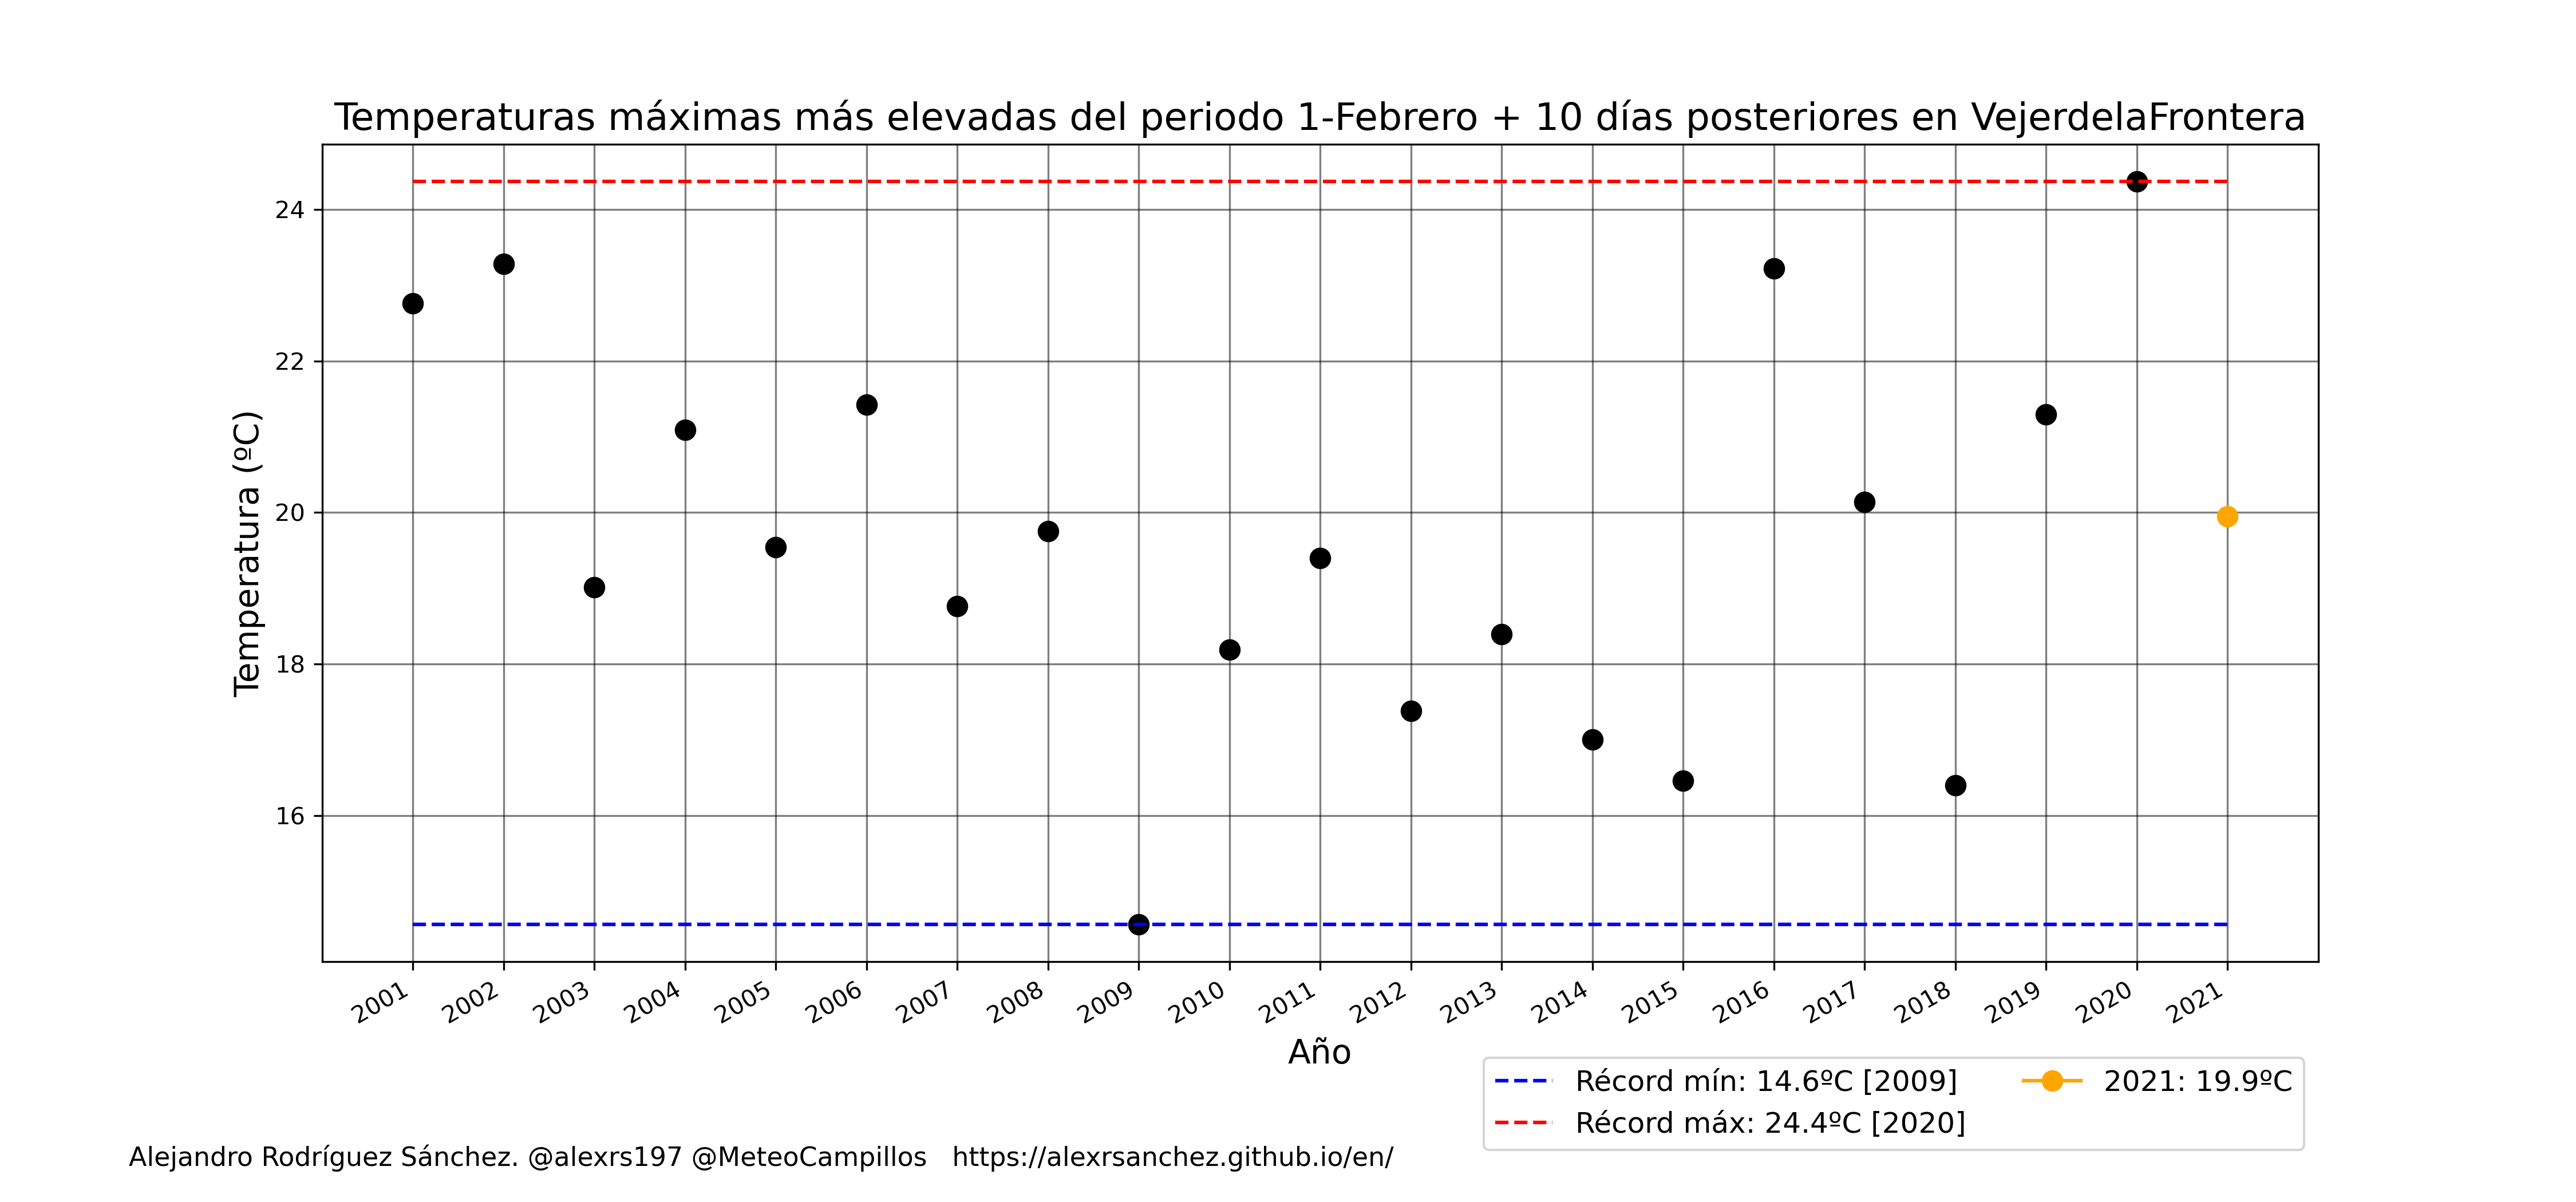 Temperaturas máximas más elevadas del periodo 1-Febrero + 10 días posteriores en VejerdelaFrontera
Temperatura (ºC)
24
22
20
18
16
2001 2002 2003 2004 2005 2006 2007 2008 2009 2010 2011 2012 2013 2014 2015 2016 2017 2018 2019 2020 2021
Año
Récord mín: 14.6ºC [2009]
Récord máx: 24.4ºC [2020]
2021: 19.9ºC
Alejandro Rodríguez Sánchez. @alexrs197 @MeteoCampillos https://alexrsanchez.github.io/en/